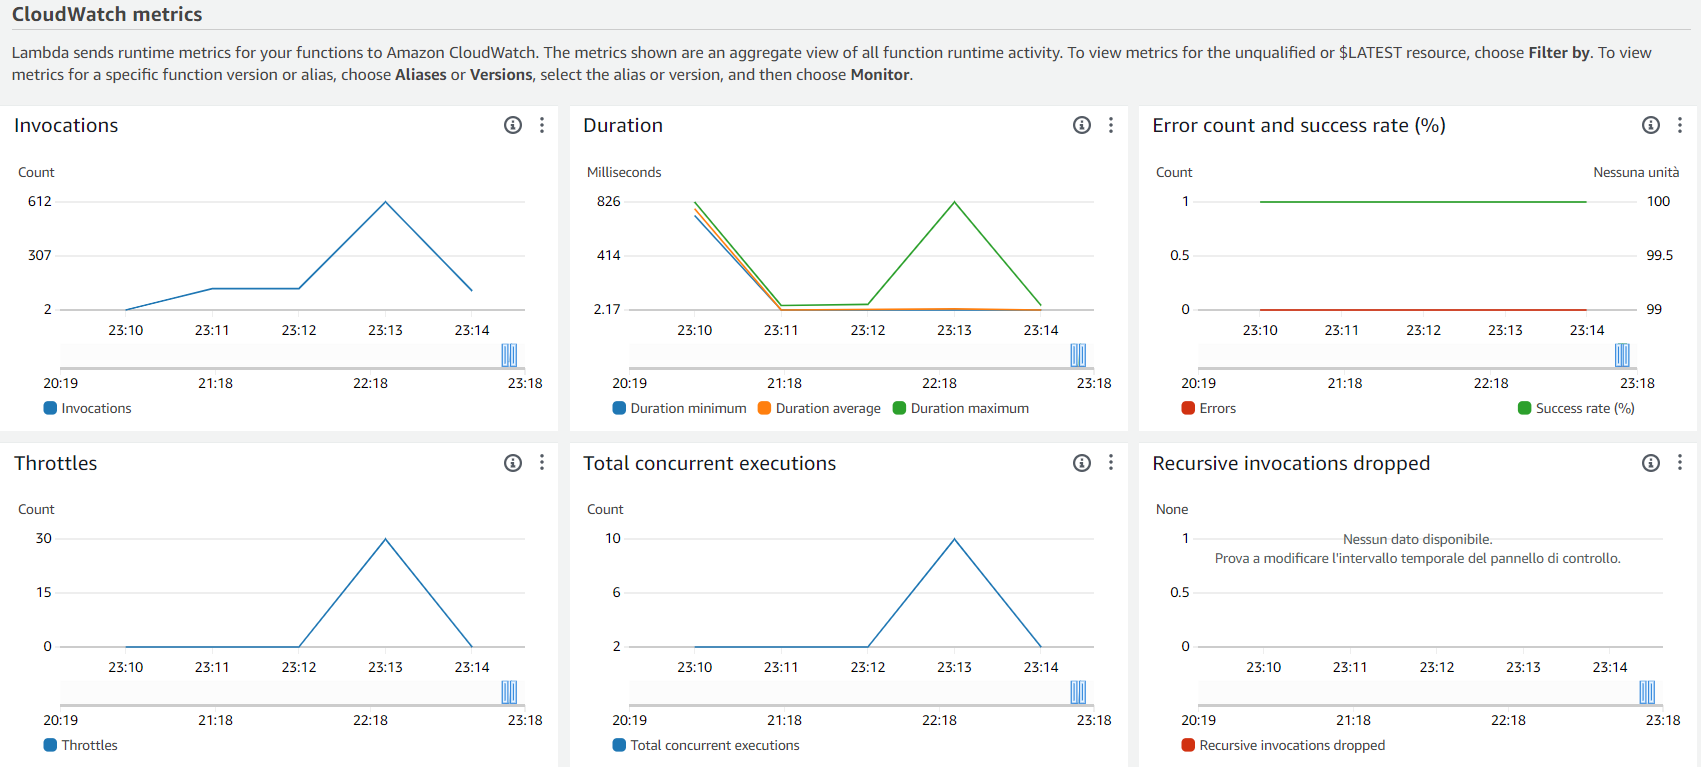 CloudWatch metrics
Lambda sends runtime metrics for your functions to Amazon CloudWatch. The metrics shown are an aggregate view of all function runtime activity. To view metrics for the unqualified or $LATEST resource, choose Filter by. To view
metrics for a specific function version or alias, choose Aliases or Versions, select the alias or version, and then choose Monitor.
Invocations
Count
612
307
2
23:10 23:11 23:12 23:13 23:14
20:19 21:18 22:18 23:18
Invocations
Duration
Milliseconds
826
414
2.17
23:10 23:11 23:12 23:13 23:14
20:19 21:18 22:18 23:18
Duration minimum Duration average Duration maximum
Error count and success rate (%)
Count Nessuna unità
1 100
0.5 99.5
0 99
23:10 23:11 23:12 23:13 23:14
20:19 21:18 22:18 23:18
Errors Success rate (%)
Throttles
Count
30
15
0
23:10 23:11 23:12 23:13 23:14
20:19 21:18 22:18 23:18
Throttles
Total concurrent executions
Count
10
6
2
23:10 23:11 23:12 23:13 23:14
20:19 21:18 22:18 23:18
Total concurrent executions
Recursive invocations dropped
None
1
Nessun dato disponibile.
Prova a modificare l'intervallo temporale del pannello di controllo.
0.5
0
23:10 23:11 23:12 23:13 23:14
20:19 21:18 22:18 23:18
Recursive invocations dropped